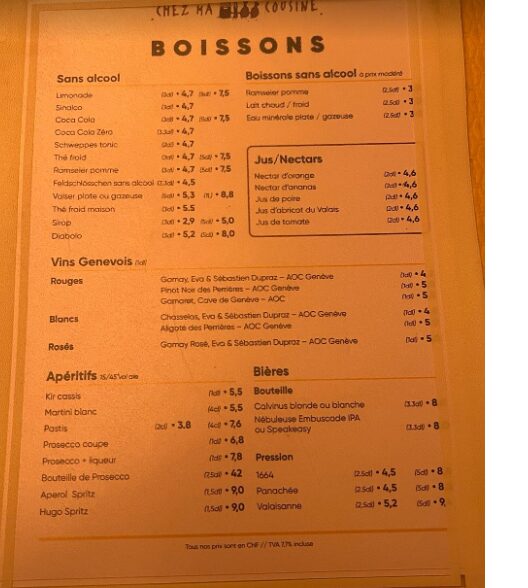 CHEZ MA COUSINE
BOISSONS
Sans alcool
Limonade (3dl) • 4,7 (5dl) • 7,5
Sinalco (3dl) • 4,7
Coca Cola (3dl) • 4,7 (5dl) • 7,5
Coca Cola Zéro (3.3dl) • 4,7
Schweppes tonic (2dl) • 4,7
Thé froid (3dl) • 4,7 (5dl) • 7,5
Ramseier pomme (3dl) • 4,7 (5dl) • 7,5
Feldschlösschen sans alcool (3.3dl) • 4,5
Valser plate ou gazeuse (5dl) • 5,3 (1L) • 8,8
Thé froid maison (3dl) • 5.5
Sirop (3dl) • 2,9 (5dl) • 5,0
Diabolo (3dl) • 5,2 (5dl) • 8,0
Boissons sans alcool à prix modéré
Ramseier pomme (2,5dl) • 3
Lait chaud / froid (2,5dl) • 3
Eau minérale plate / gazeuse (2,5dl) • 3
Jus/Nectars
Nectar d'orange (2dl) • 4,6
Nectar d'ananas (2dl) • 4,6
Jus de poire (2dl) • 4,6
Jus d'abricot du Valais (2dl) • 4,6
Jus de tomate (2dl) • 4,6
Vins Genevois (1dl)
Rouges Gamay, Eva & Sébastien Dupraz – AOC Genève (1dl) • 4
Pinot Noir des Perrières – AOC Genève (1dl) • 5
Gamaret, Cave de Genève – AOC (1dl) • 5
Blancs Chasselas, Eva & Sébastien Dupraz – AOC Genève (1dl) • 4
Aligoté des Perrières – AOC Genève (1dl) • 5
Rosés Gamay Rosé, Eva & Sébastien Dupraz – AOC Genève (1dl) • 5
Apéritifs 15/45°vol ale
Kir cassis (1dl) • 5,5
Martini blanc (4cl) • 5,5
Pastis (2cl) • 3.8 (4cl) • 7,6
Prosecco coupe (1dl) • 6,8
Prosecco + liqueur (1dl) • 7,8
Bouteille de Prosecco (7,5dl) • 42
Aperol Spritz (1,5dl) • 9,0
Hugo Spritz (1,5dl) • 9,0
Bières
Bouteille
Calvinus blonde ou blanche (3.3dl) • 8
Nébuleuse Embuscade IPA
ou Speakeasy (3.3dl) • 8
Pression
1664 (2.5dl) • 4,5 (5dl) • 8
Panachée (2.5dl) • 4,5 (5dl) • 8
Valaisanne (2,5dl) • 5,2 (5dl) • 9,
Tous nos prix sont en CHF // TVA 7.7% incluse